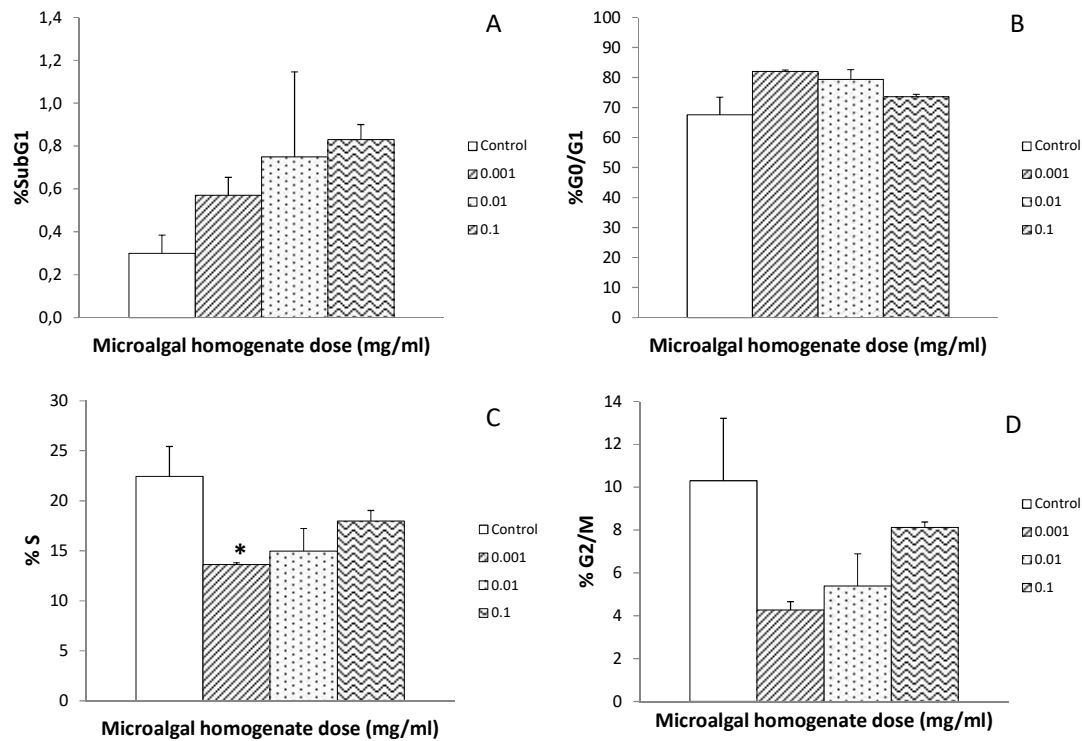 A
%SubG1
1,4
1,2
1,0
0,8
0,6
0,4
0,2
0,0
Control
0.001
0.01
0.1
Microalgal homogenate dose (mg/ml)
B
%G0/G1
100
90
80
70
60
50
40
30
20
10
0
Control
0.001
0.01
0.1
Microalgal homogenate dose (mg/ml)
C
% S
30
25
20
15
10
5
0
*
Control
0.001
0.01
0.1
Microalgal homogenate dose (mg/ml)
D
% G2/M
14
12
10
8
6
4
2
0
Control
0.001
0.01
0.1
Microalgal homogenate dose (mg/ml)